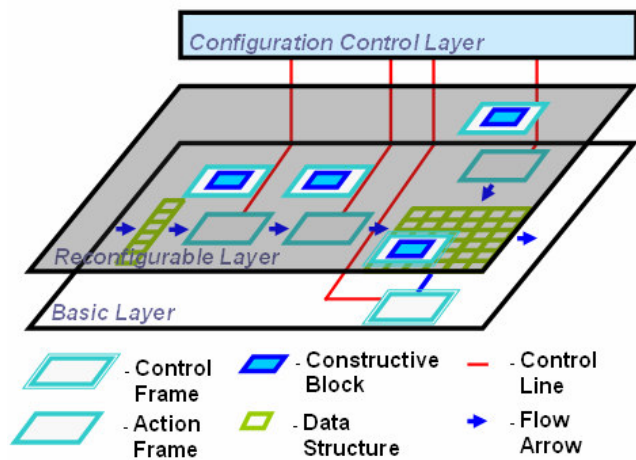 Configuration Control Layer
Reconfigurable Layer
Basic Layer
- Control Frame
- Constructive Block
- Control Line
- Action Frame
- Data Structure
- Flow Arrow